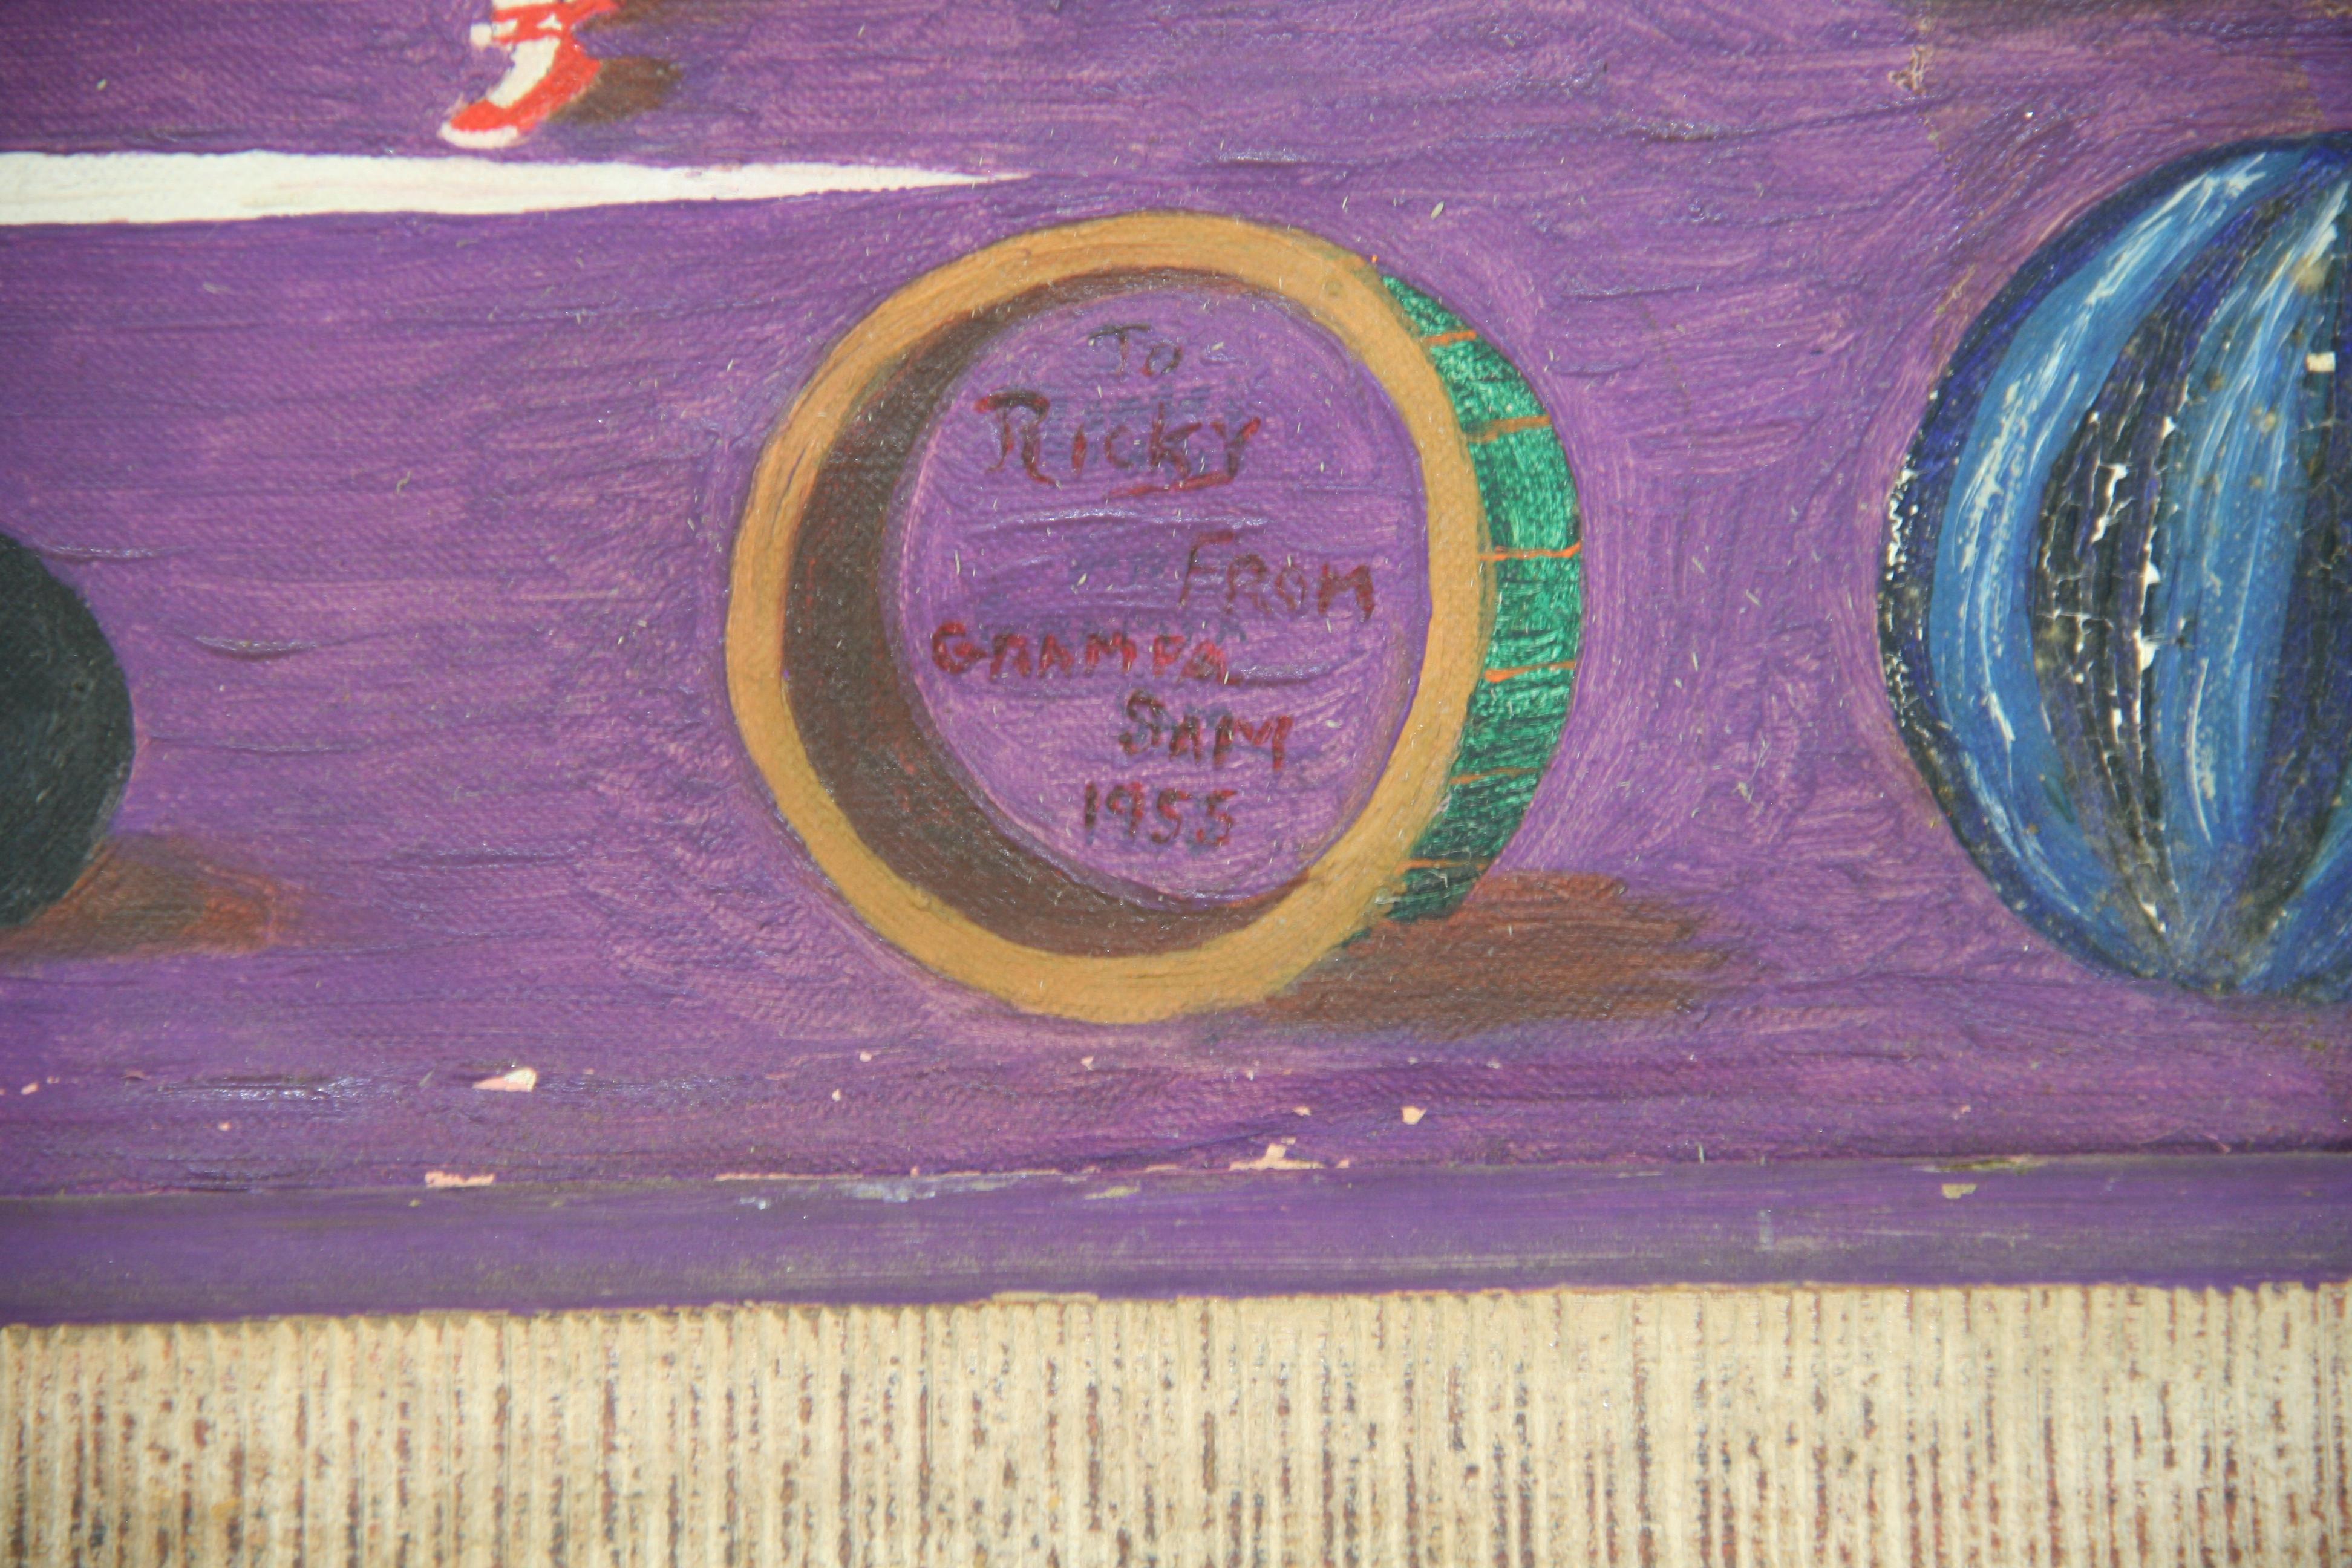 To
RICKY
FROM
GRAMPA
SAM
1955